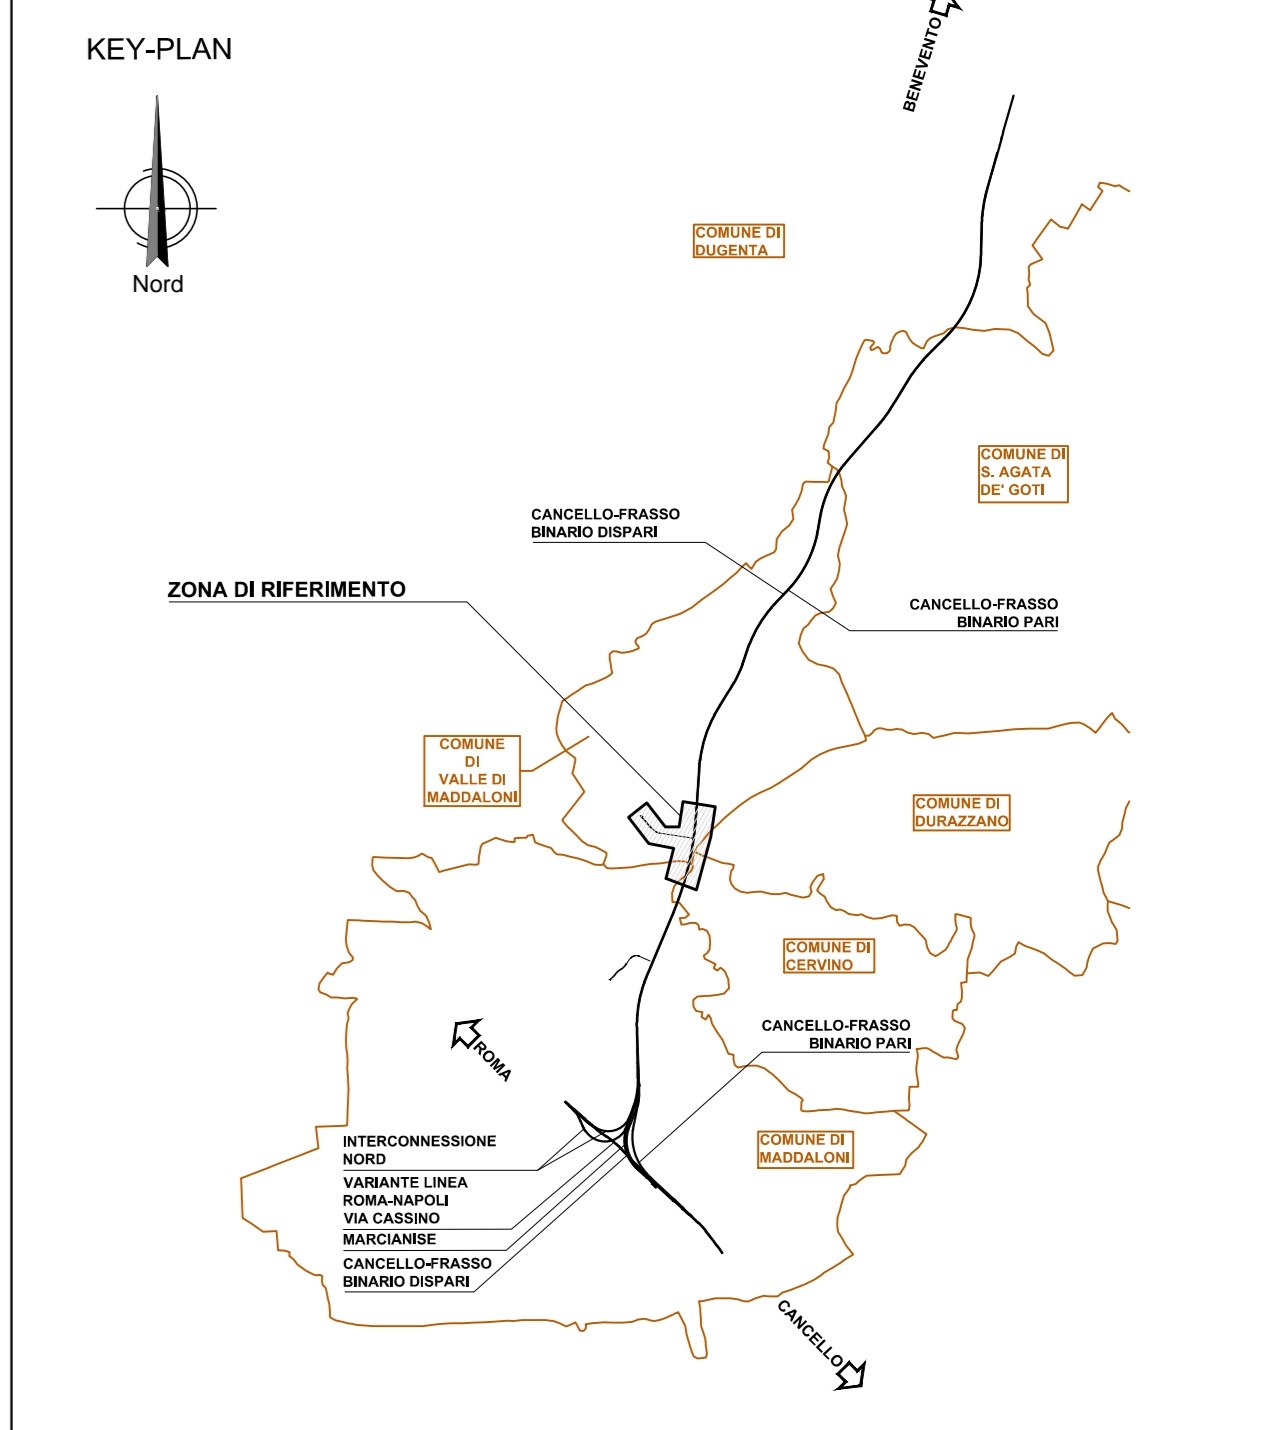 KEY-PLAN
BENEVENTO
Nord
COMUNE DI
DUGENTA
COMUNE DI
S. AGATA
DE' GOTI
CANCELLO-FRASSO
BINARIO DISPARI
ZONA DI RIFERIMENTO
CANCELLO-FRASSO
BINARIO PARI
COMUNE
DI
VALLE DI
MADDALONI
COMUNE DI
DURAZZANO
COMUNE DI
CERVINO
CANCELLO-FRASSO
BINARIO PARI
ROMA
INTERCONNESSIONE
NORD
VARIANTE LINEA
ROMA-NAPOLI
VIA CASSINO
MARCIANISE
CANCELLO-FRASSO
BINARIO DISPARI
COMUNE DI
MADDALONI
CANCELLO